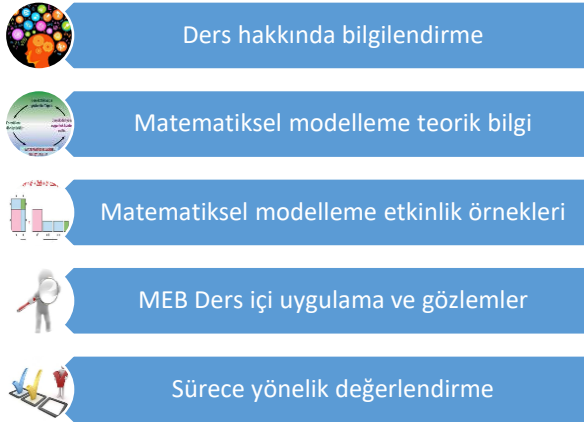 Ders hakkında bilgilendirme
Matematiksel modelleme teorik bilgi
Matematiksel modelleme etkinlik örnekleri
MEB Ders içi uygulama ve gözlemler
Sürece yönelik değerlendirme